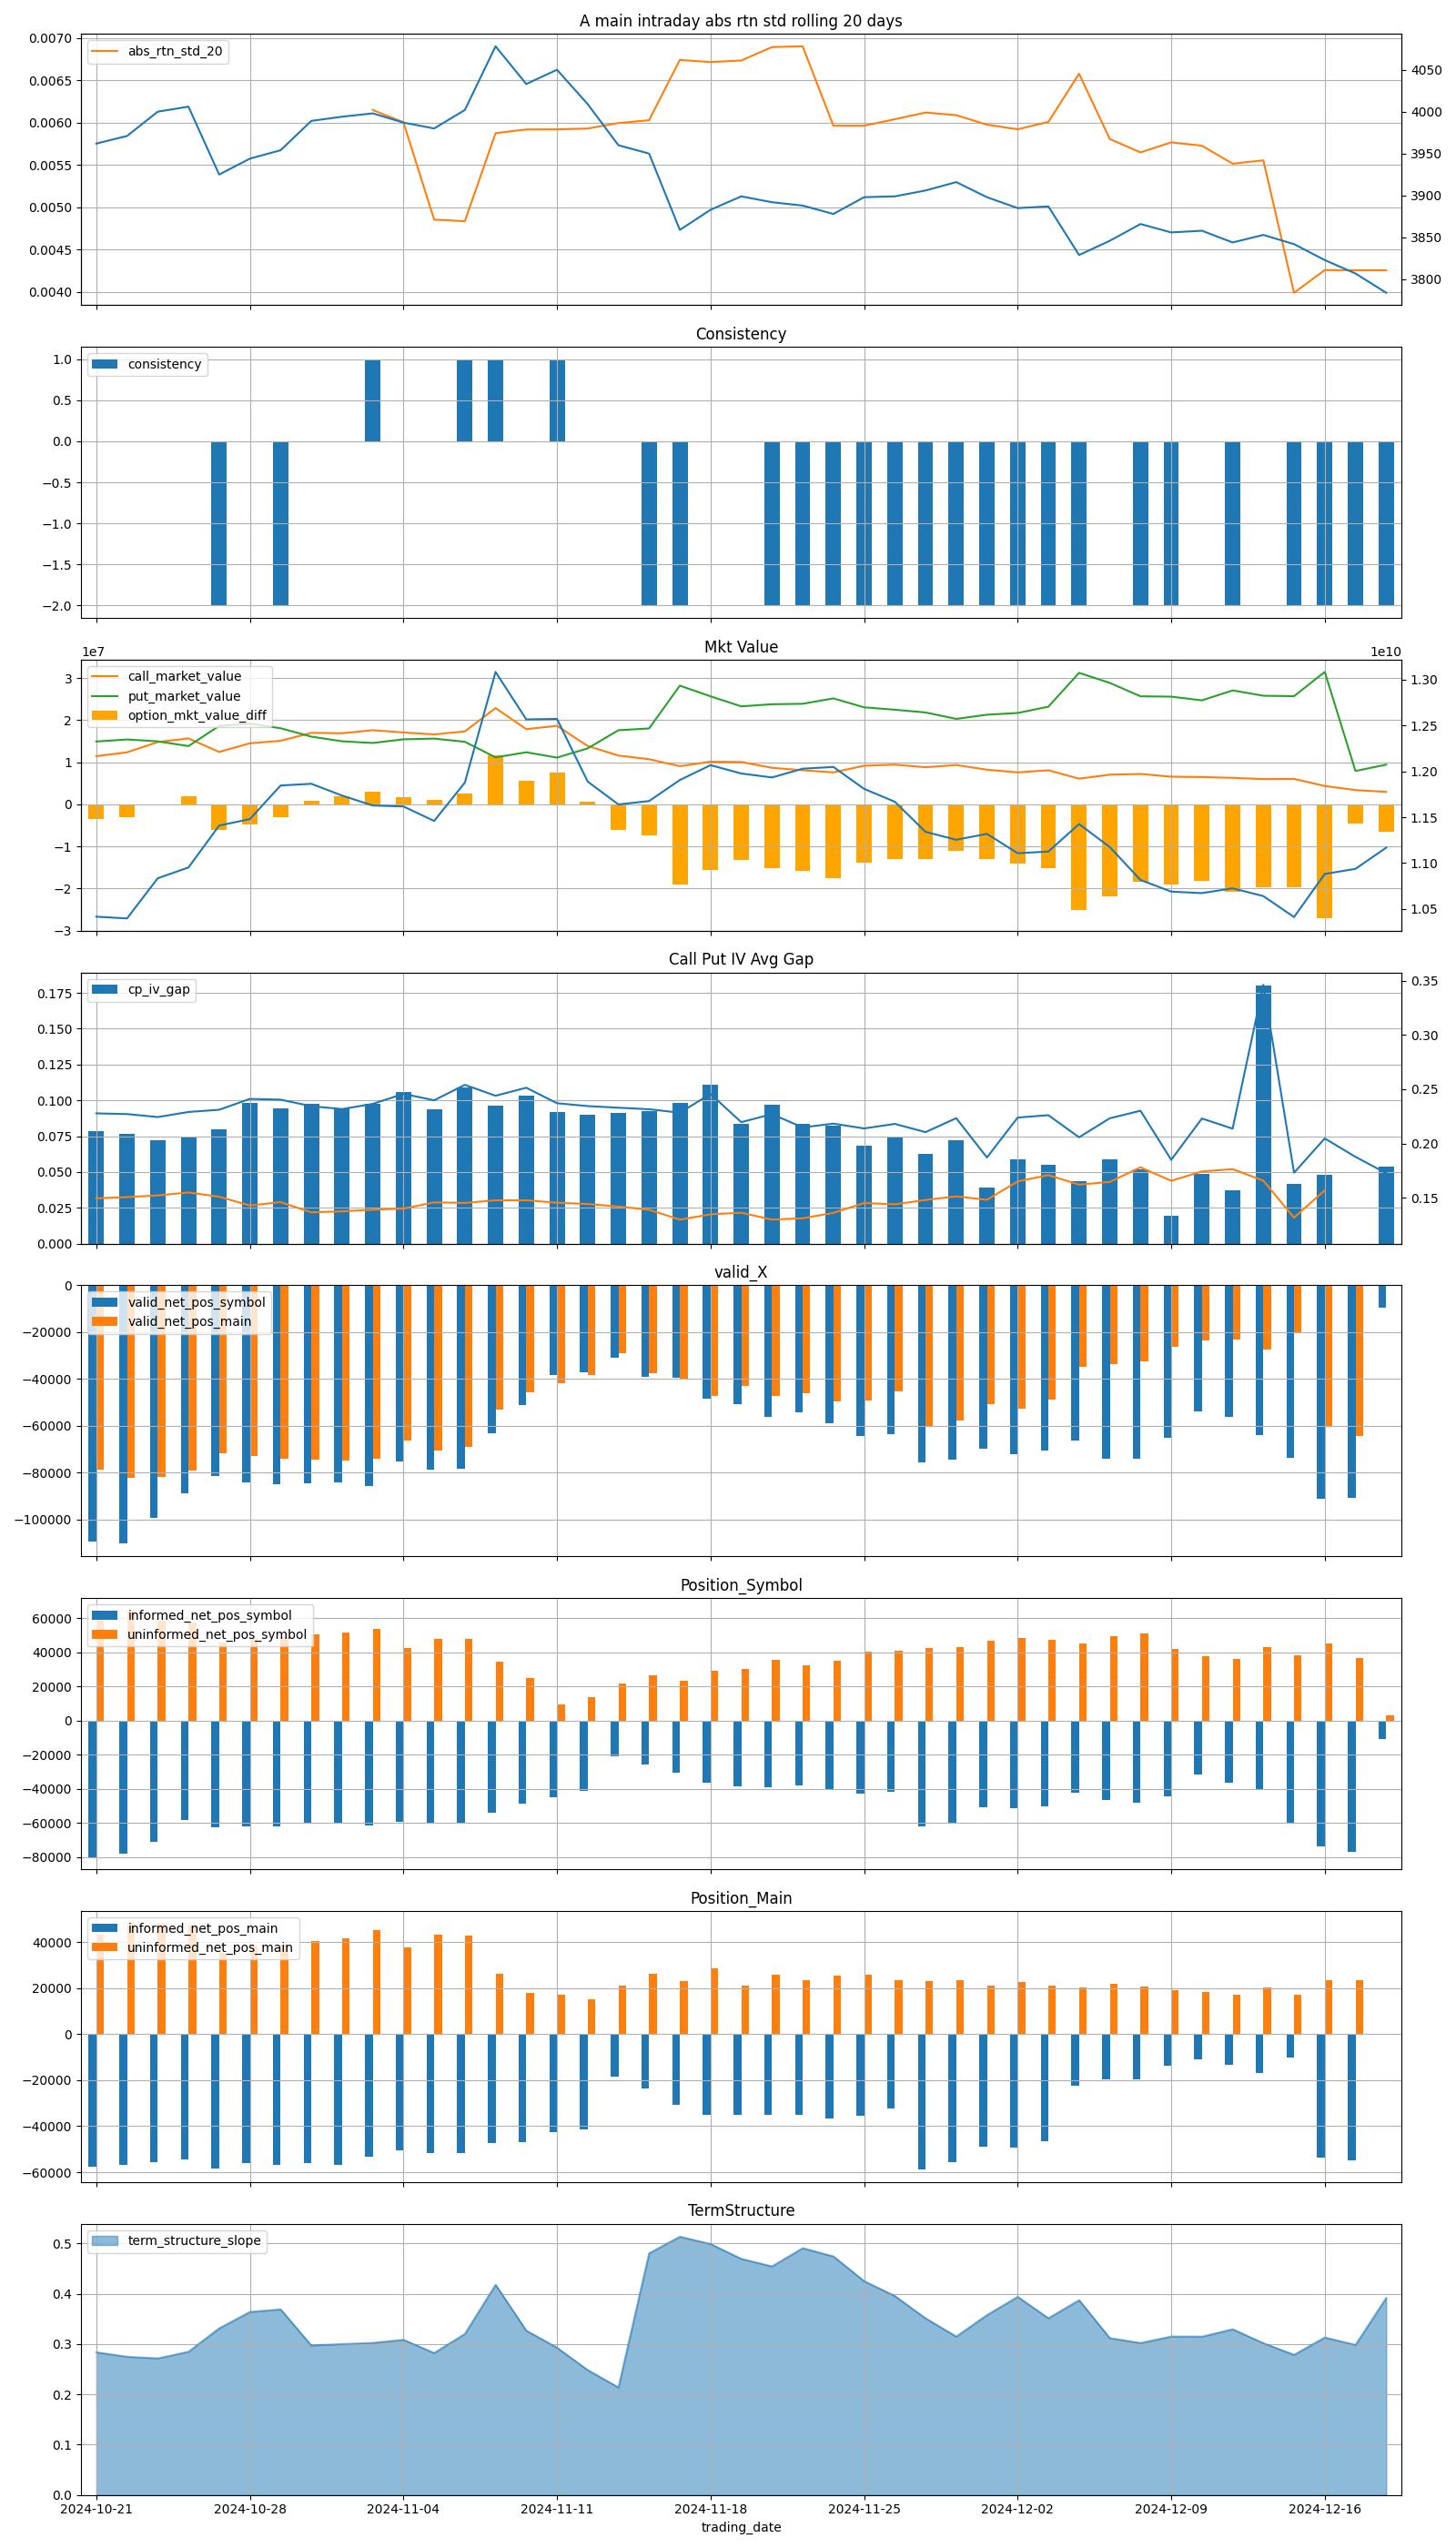 A main intraday abs rtn std rolling 20 days
abs_rtn_std_20
0.0070
0.0065
0.0060
0.0055
0.0050
0.0045
0.0040
4050
4000
3950
3900
3850
3800
Consistency
consistency
1.0
0.5
0.0
−0.5
−1.0
−1.5
−2.0
Mkt Value
1e7
1e10
call_market_value
put_market_value
option_mkt_value_diff
3
2
1
0
−1
−2
−3
1.30
1.25
1.20
1.15
1.10
1.05
Call Put IV Avg Gap
cp_iv_gap
0.175
0.150
0.125
0.100
0.075
0.050
0.025
0.000
0.35
0.30
0.25
0.20
0.15
valid_X
valid_net_pos_symbol
valid_net_pos_main
0
−20000
−40000
−60000
−80000
−100000
Position_Symbol
informed_net_pos_symbol
uninformed_net_pos_symbol
60000
40000
20000
0
−20000
−40000
−60000
−80000
Position_Main
informed_net_pos_main
uninformed_net_pos_main
40000
20000
0
−20000
−40000
−60000
TermStructure
term_structure_slope
0.5
0.4
0.3
0.2
0.1
0.0
2024-10-21 2024-10-28 2024-11-04 2024-11-11 2024-11-18 2024-11-25 2024-12-02 2024-12-09 2024-12-16
trading_date